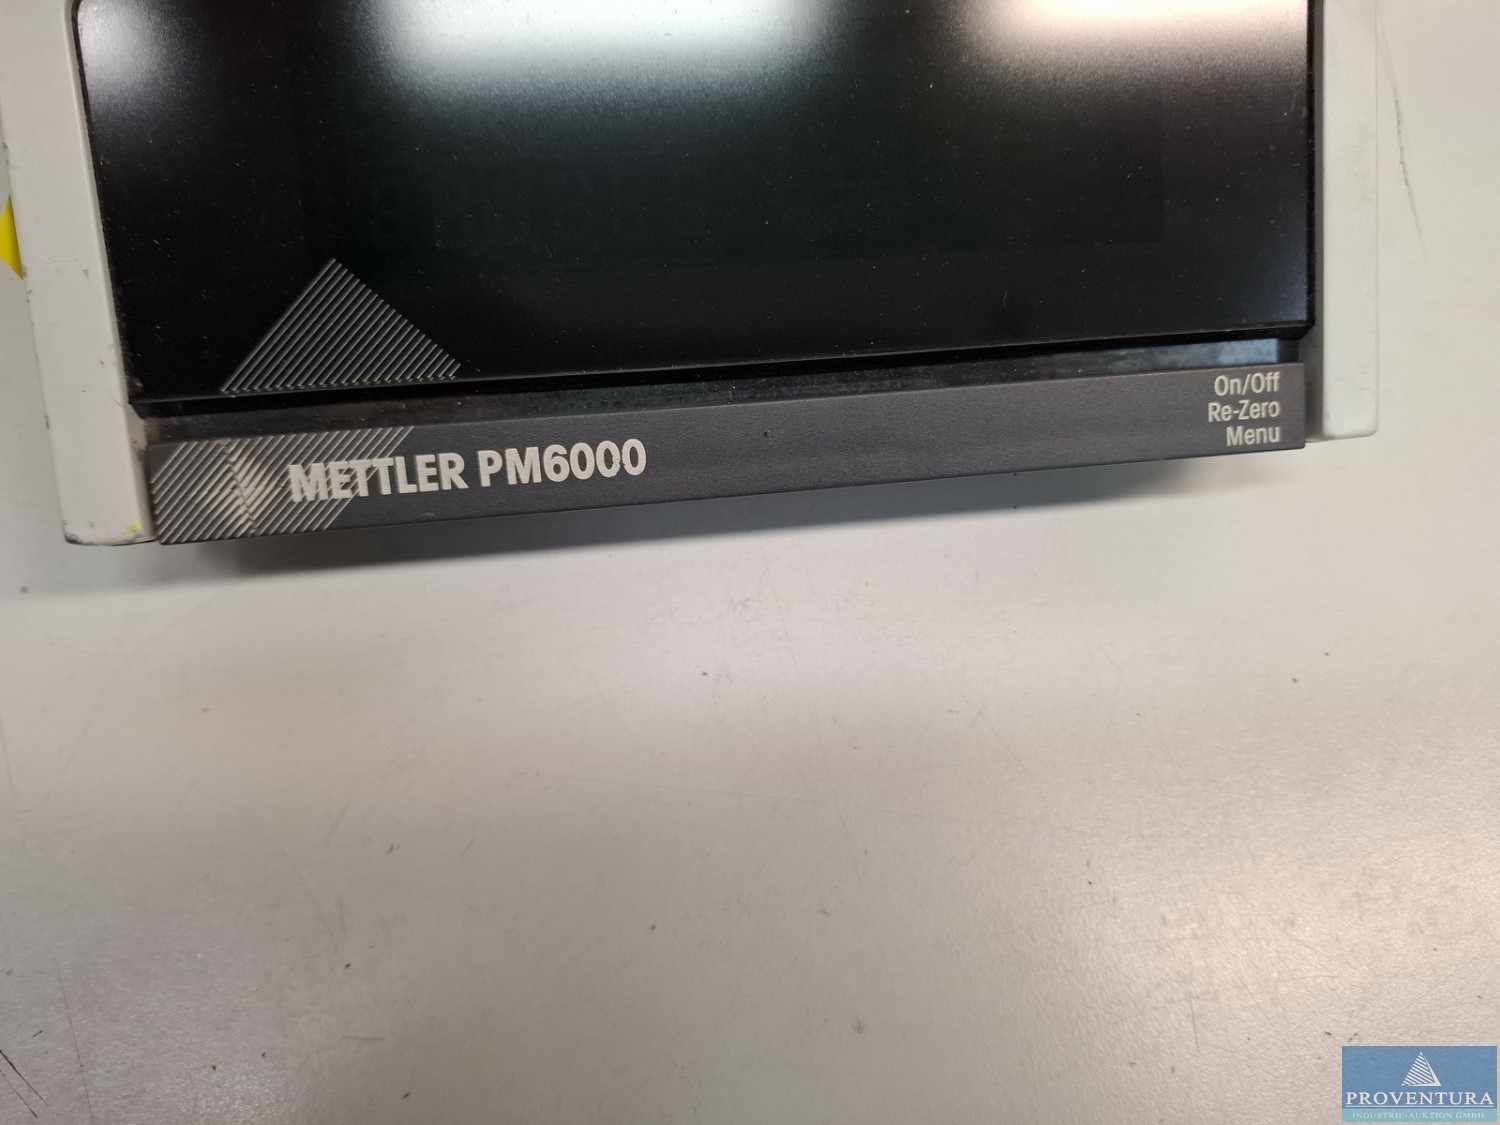 On/Off
Re-Zero
Menu
METTLER PM6000
PROVENTURA
INDUSTRIE-AUKTION GMBH